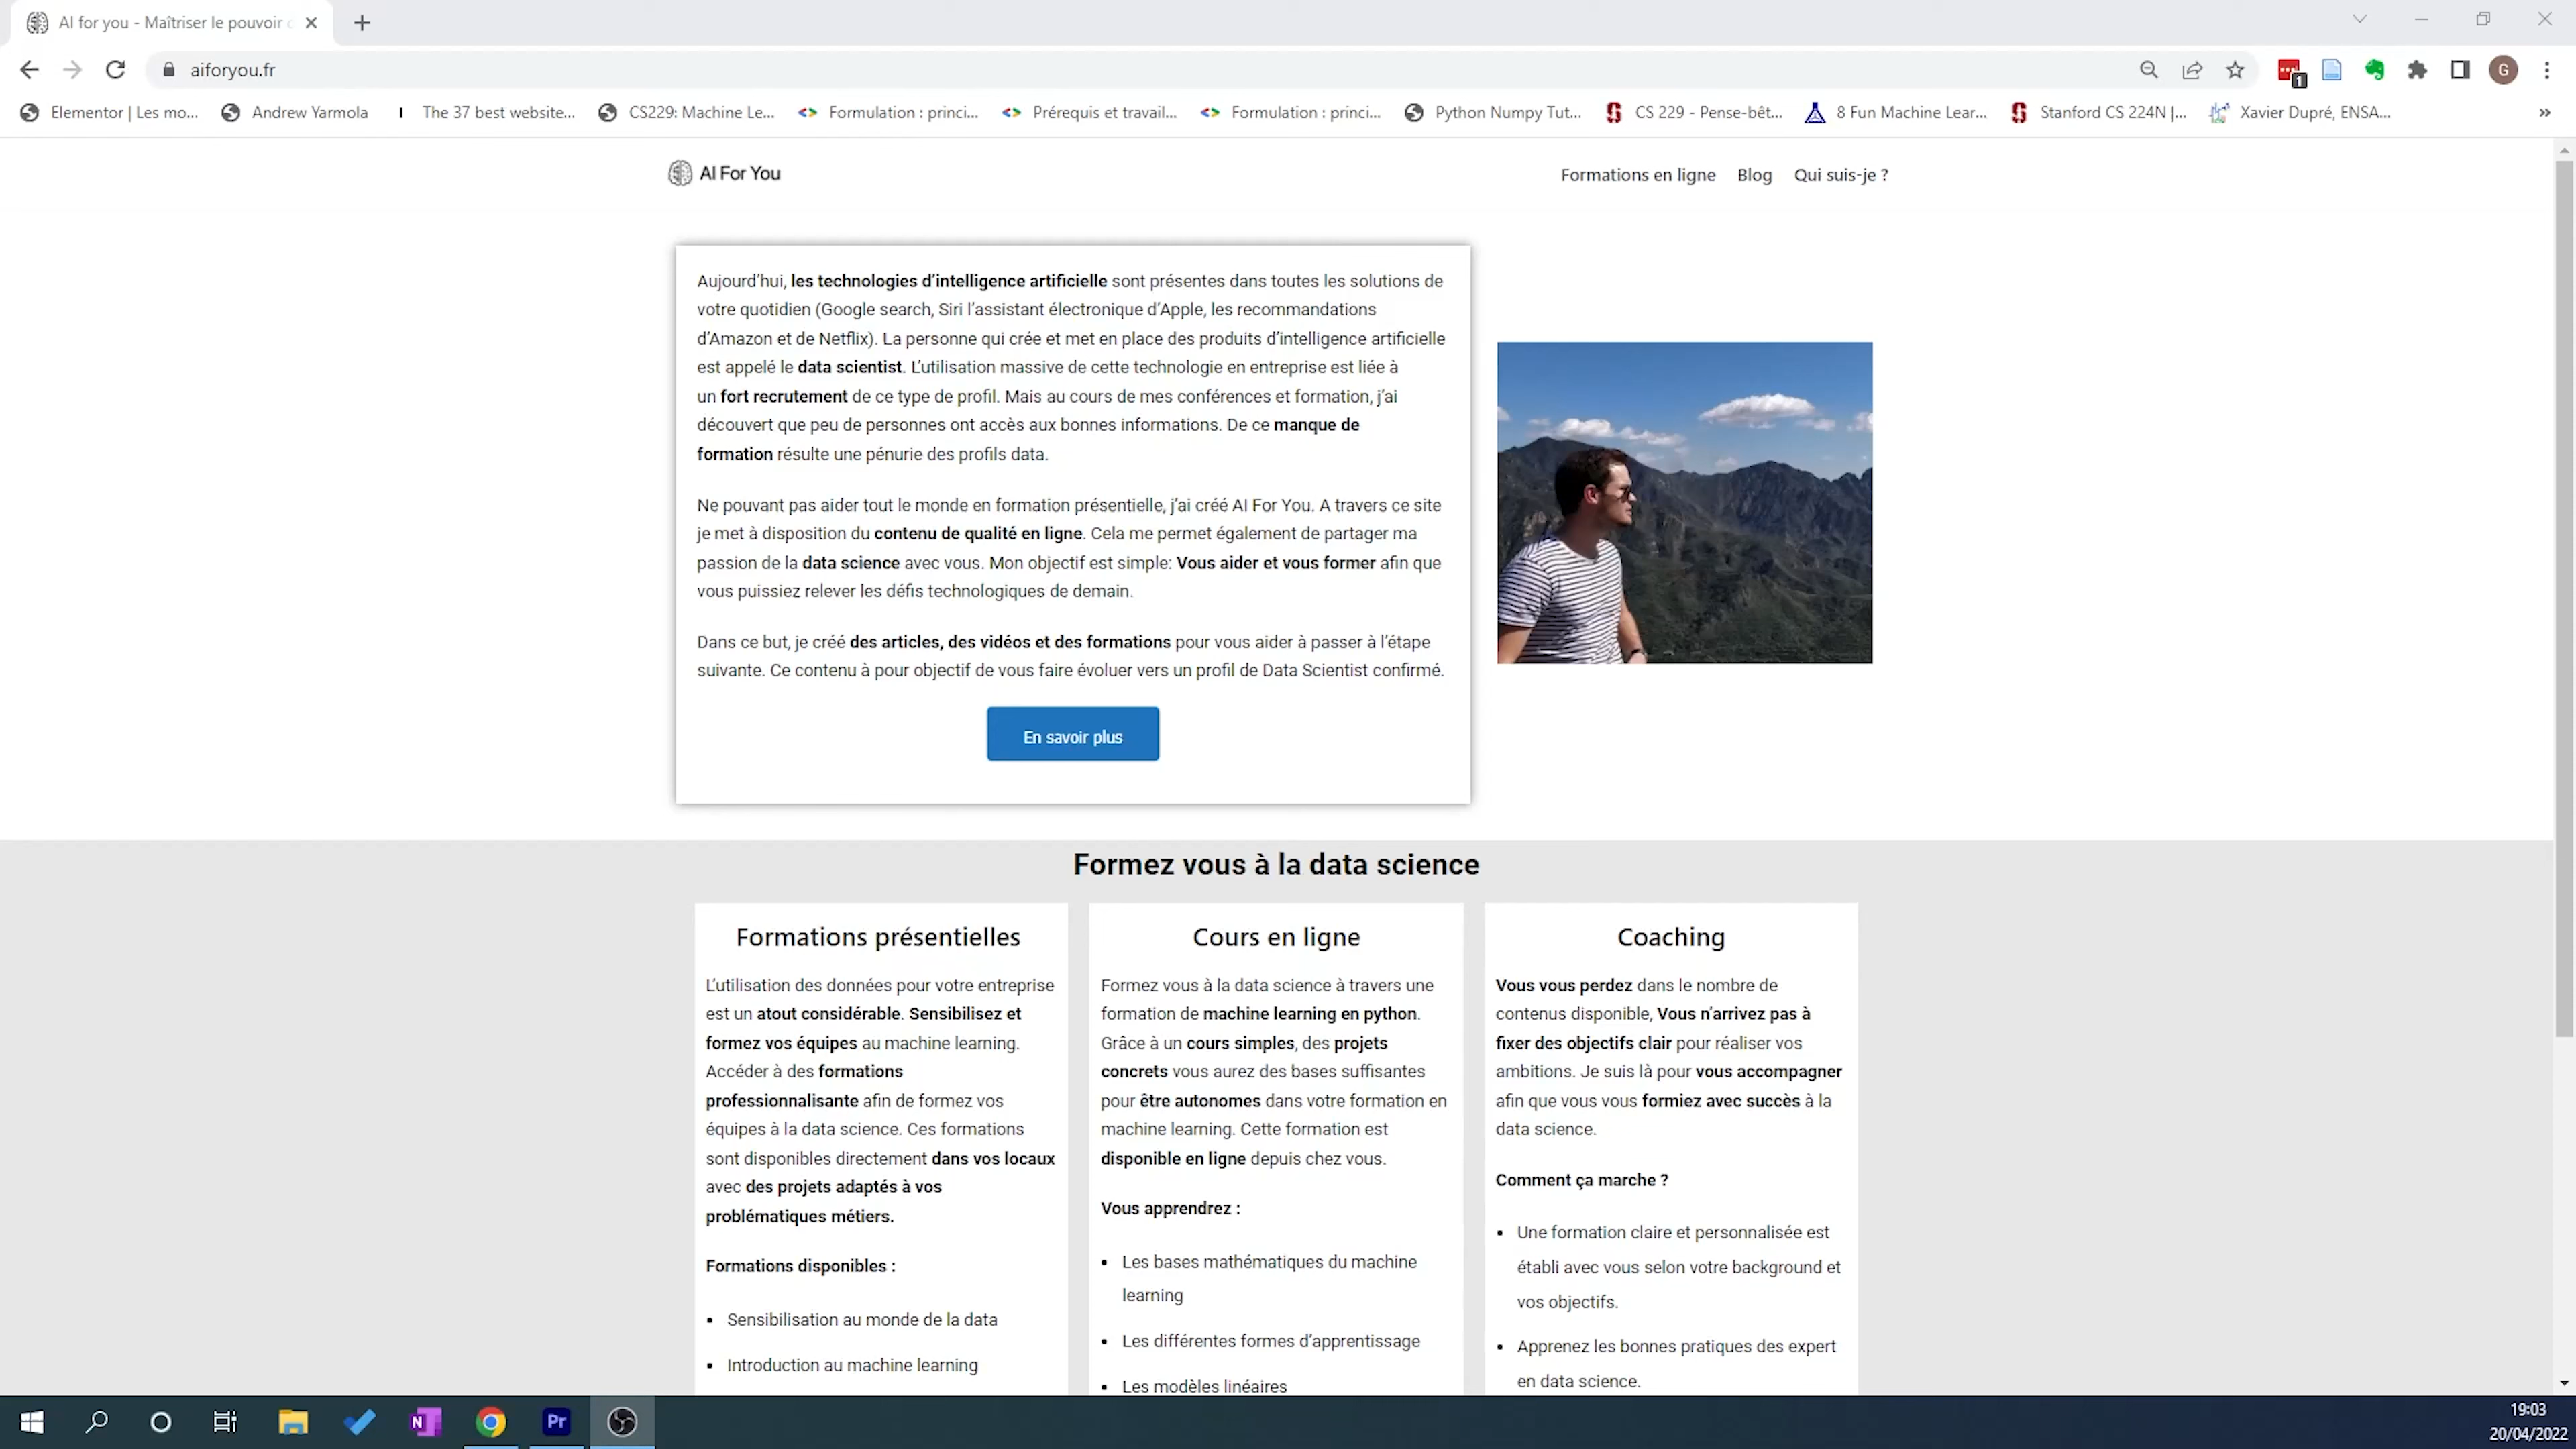 AI for you - Maîtriser le pouvoir
aiforyou.fr
1
G
Elementor | Les mo...
Andrew Yarmola
The 37 best website...
CS229: Machine Le...
Formulation : princi...
Prérequis et travail...
Formulation : princi...
Python Numpy Tut...
CS 229 - Pense-bêt...
8 Fun Machine Lear...
Stanford CS 224N |...
Xavier Dupré, ENSA...
AI For You
Formations en ligne
Blog
Qui suis-je ?
Aujourd'hui, les technologies d'intelligence artificielle sont présentes dans toutes les solutions de
votre quotidien (Google search, Siri l'assistant électronique d'Apple, les recommandations
d'Amazon et de Netflix). La personne qui crée et met en place des produits d'intelligence artificielle
est appelé le data scientist. L'utilisation massive de cette technologie en entreprise est liée à
un fort recrutement de ce type de profil. Mais au cours de mes conférences et formation, j'ai
découvert que peu de personnes ont accès aux bonnes informations. De ce manque de
formation résulte une pénurie des profils data.
Ne pouvant pas aider tout le monde en formation présentielle, j'ai créé AI For You. A travers ce site
je met à disposition du contenu de qualité en ligne. Cela me permet également de partager ma
passion de la data science avec vous. Mon objectif est simple: Vous aider et vous former afin que
vous puissiez relever les défis technologiques de demain.
Dans ce but, je créé des articles, des vidéos et des formations pour vous aider à passer à l'étape
suivante. Ce contenu à pour objectif de vous faire évoluer vers un profil de Data Scientist confirmé.
En savoir plus
Formez vous à la data science
Formations présentielles
L'utilisation des données pour votre entreprise
est un atout considérable. Sensibilisez et
formez vos équipes au machine learning.
Accéder à des formations
professionnalisante afin de formez vos
équipes à la data science. Ces formations
sont disponibles directement dans vos locaux
avec des projets adaptés à vos
problématiques métiers.
Formations disponibles :
Sensibilisation au monde de la data
Introduction au machine learning
Cours en ligne
Formez vous à la data science à travers une
formation de machine learning en python.
Grâce à un cours simples, des projets
concrets vous aurez des bases suffisantes
pour être autonomes dans votre formation en
machine learning. Cette formation est
disponible en ligne depuis chez vous.
Vous apprendrez :
Les bases mathématiques du machine
learning
Les différentes formes d'apprentissage
Les modèles linéaires
Coaching
Vous vous perdez dans le nombre de
contenus disponible, Vous n'arrivez pas à
fixer des objectifs clair pour réaliser vos
ambitions. Je suis là pour vous accompagner
afin que vous vous formiez avec succès à la
data science.
Comment ça marche ?
Une formation claire et personnalisée est
établi avec vous selon votre background et
vos objectifs.
Apprenez les bonnes pratiques des expert
en data science.
N
Pr
19:03
20/04/2022